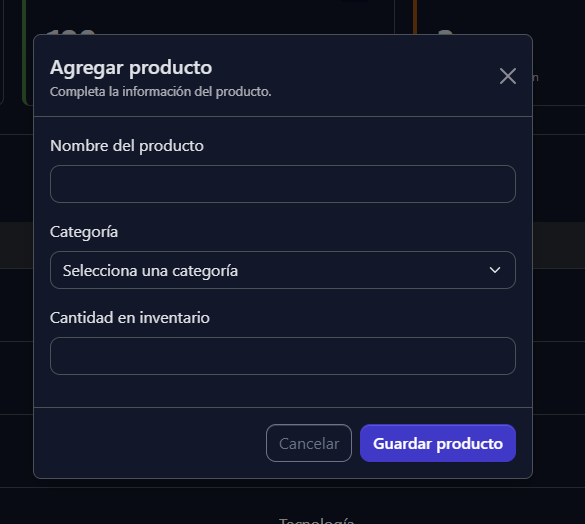 Agregar producto
Completa la información del producto.
Nombre del producto
Categoría
Selecciona una categoría
Cantidad en inventario
Cancelar
Guardar producto
Tecnología